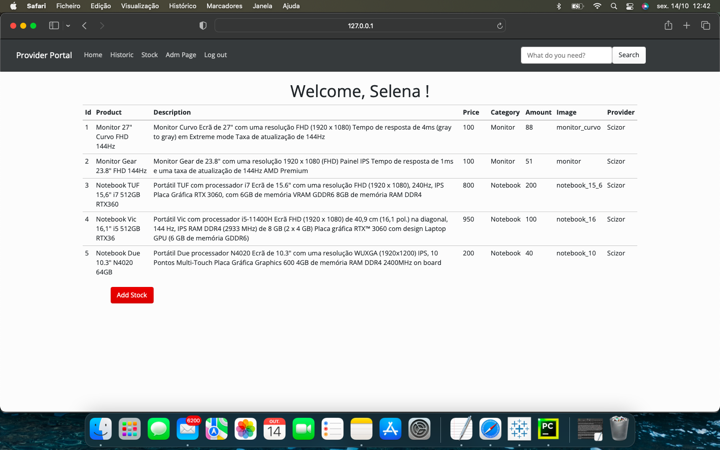 Safari Ficheiro Edição Visualização Histórico Marcadores Janela Ajuda sex. 14/10 12:42
127.0.0.1
Provider Portal Home Historic Stock Adm Page Log out What do you need? Search
Welcome, Selena !
Id Product Description Price Category Amount Image Provider
1 Monitor 27" Monitor Curvo Ecrã de 27" com uma resolução FHD (1920 x 1080) Tempo de resposta de 4ms (gray 100 Monitor 88 monitor_curvo Scizor
Curvo FHD to gray) em Extreme mode Taxa de atualização de 144Hz
144Hz
2 Monitor Gear Monitor Gear de 23.8" com uma resolução 1920 x 1080 (FHD) Painel IPS Tempo de resposta de 1ms 100 Monitor 51 monitor Scizor
23.8" FHD 144Hz e uma taxa de atualização de 144Hz AMD Premium
3 Notebook TUF Portátil TUF com processador i7 Ecrã de 15.6" com uma resolução FHD (1920 x 1080), 240Hz, IPS 800 Notebook 200 notebook_15_6 Scizor
15,6" i7 512GB Placa Gráfica RTX 3060, com 6GB de memória VRAM GDDR6 8GB de memória RAM DDR4
RTX360
4 Notebook Vic Portátil Vic com processador i5-11400H Ecrã FHD (1920 x 1080) de 40,9 cm (16,1 pol.) na diagonal, 950 Notebook 100 notebook_16 Scizor
16,1" i5 512GB 144 Hz, IPS RAM DDR4 (2933 MHz) de 8 GB (2 x 4 GB) Placa gráfica RTX™ 3060 com design Laptop
RTX36 GPU (6 GB de memória GDDR6)
5 Notebook Due Portátil Due processador N4020 Ecrã de 10.3" com uma resolução WUXGA (1920x1200) IPS, 10 200 Notebook 40 notebook_10 Scizor
10.3" N4020 Pontos Multi-Touch Placa Gráfica Graphics 600 4GB de memória RAM DDR4 2400MHz on board
64GB
Add Stock
6200
OUT.
14
PC